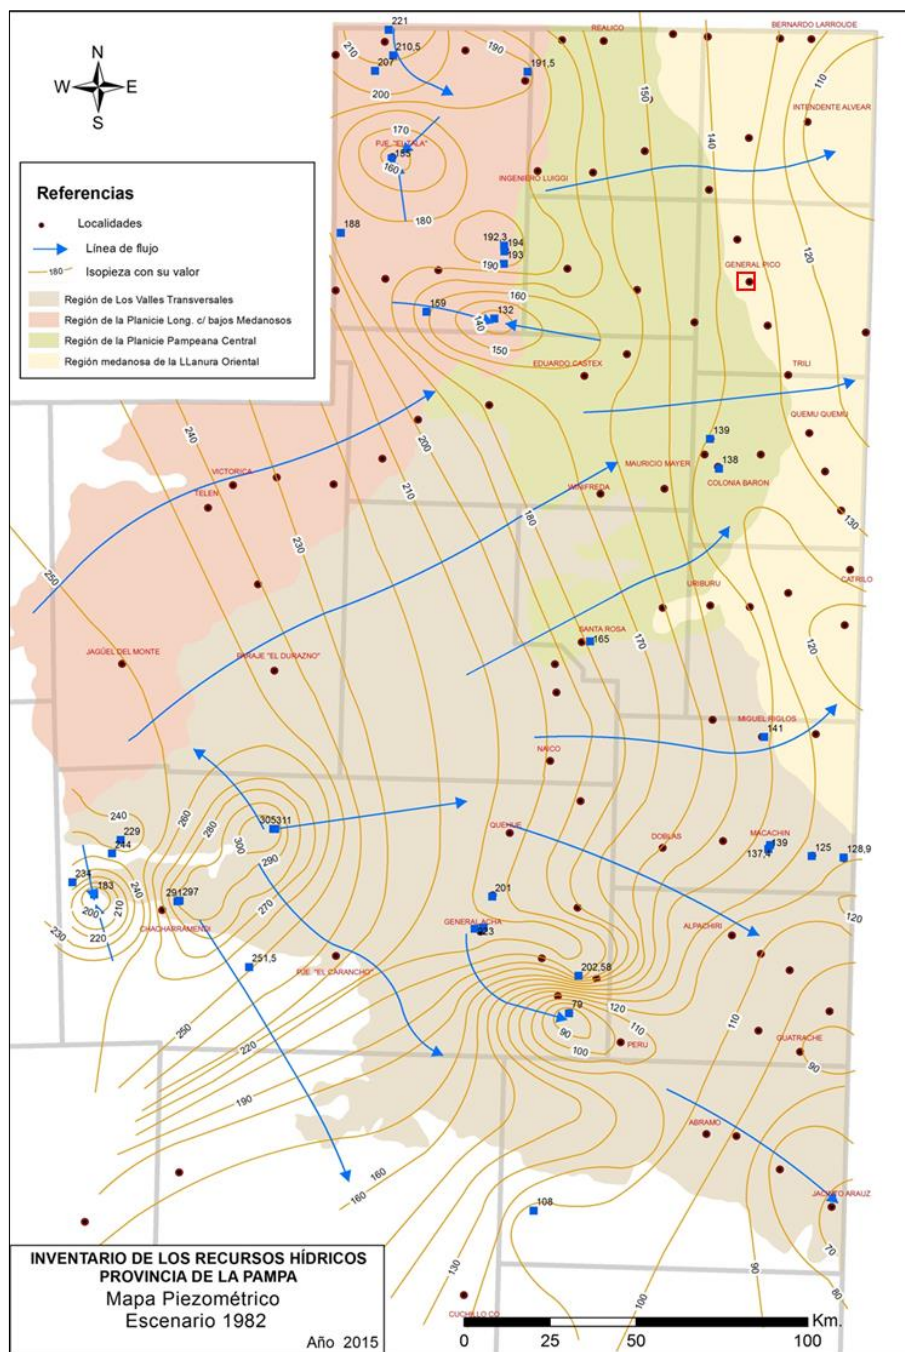 221
REALICO
BERNARDO LARROUDE
210
210,5
190
207
191,5
110
N
W E
S
200
150
INTENDENTE ALVEAR
170
PJE. "EL TALA"
155
160
140
INGENIERO LUIGGI
Referencias
Localidades
Línea de flujo
180 Isopieza con su valor
Región de Los Valles Transversales
Región de la Planicie Long. c/ bajos Medanosos
Región de la Planicie Pampeana Central
Región medanosa de la LLanura Oriental
180
188
192,3
194
193
190
120
GENERAL PICO
160
159
132
140
150
EDUARDO CASTEX
TRILI
240
200
QUEMU QUEMU
139
VICTORICA
TELEN
210
MAURICIO MAYER
138
WINIFREDA
COLONIA BARON
180
130
230
250
URIBURU
CATRILO
SANTA ROSA
165
170
120
JAGÜEL DEL MONTE
PARAJE "EL DURAZNO"
MIGUEL RIGLOS
141
NAICO
240
260
280
305311
229
244
300
QUEHUE
DOBLAS
MACACHIN
139
137,4
125
128,9
290
234
183
240
291 297
270
201
200
210
220
230
CHACHARRAMENDI
GENERAL ACHA
123
ALPACHIRI
120
251,5
PJE. "EL CARANCHO"
202,58
120
79
110
110
250
90
220
100
PERU
GUATRACHE
90
190
ABRAMO
160
160
JACINTO ARAUZ
108
70
130
90
80
100
INVENTARIO DE LOS RECURSOS HÍDRICOS
PROVINCIA DE LA PAMPA
Mapa Piezométrico
Escenario 1982
Año 2015
CUCHILLO CO
Km.
0 25 50 100